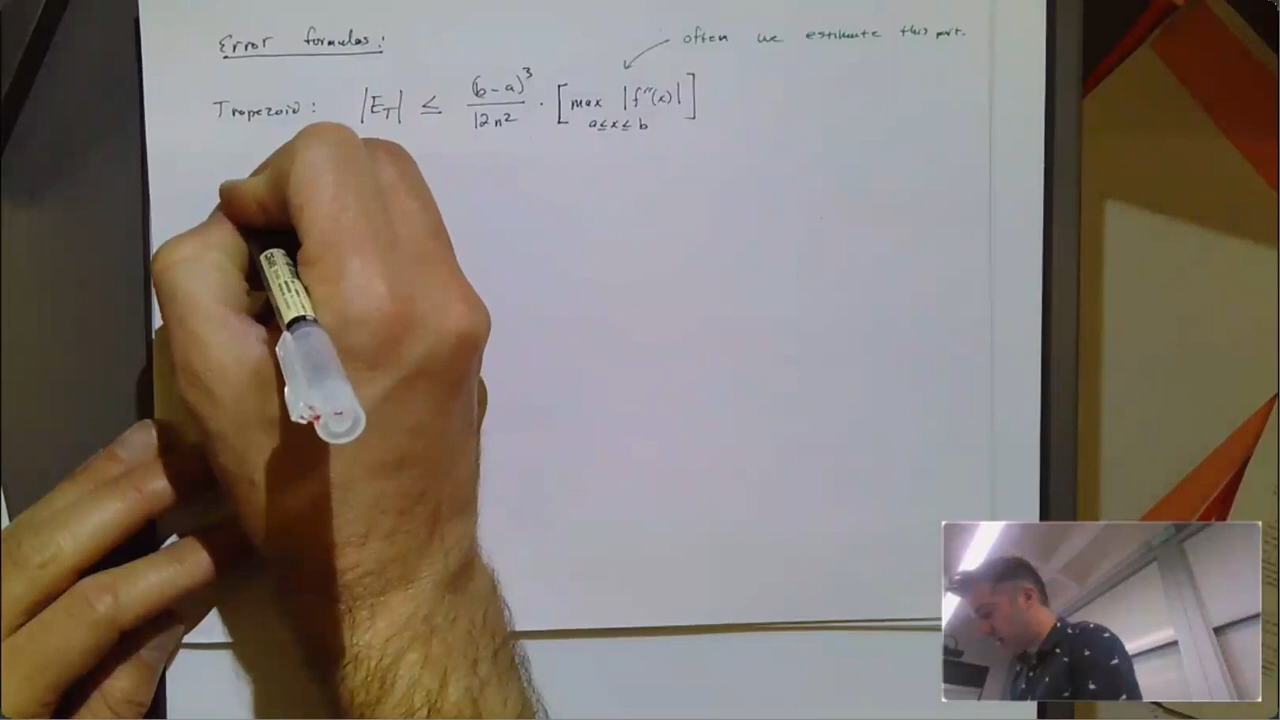 Error formulas:
often we estimate this part.
Trapezoid: |E_T| ≤ (b-a)^3 / 12n^2 · [ max |f''(x)| ]
a≤x≤b